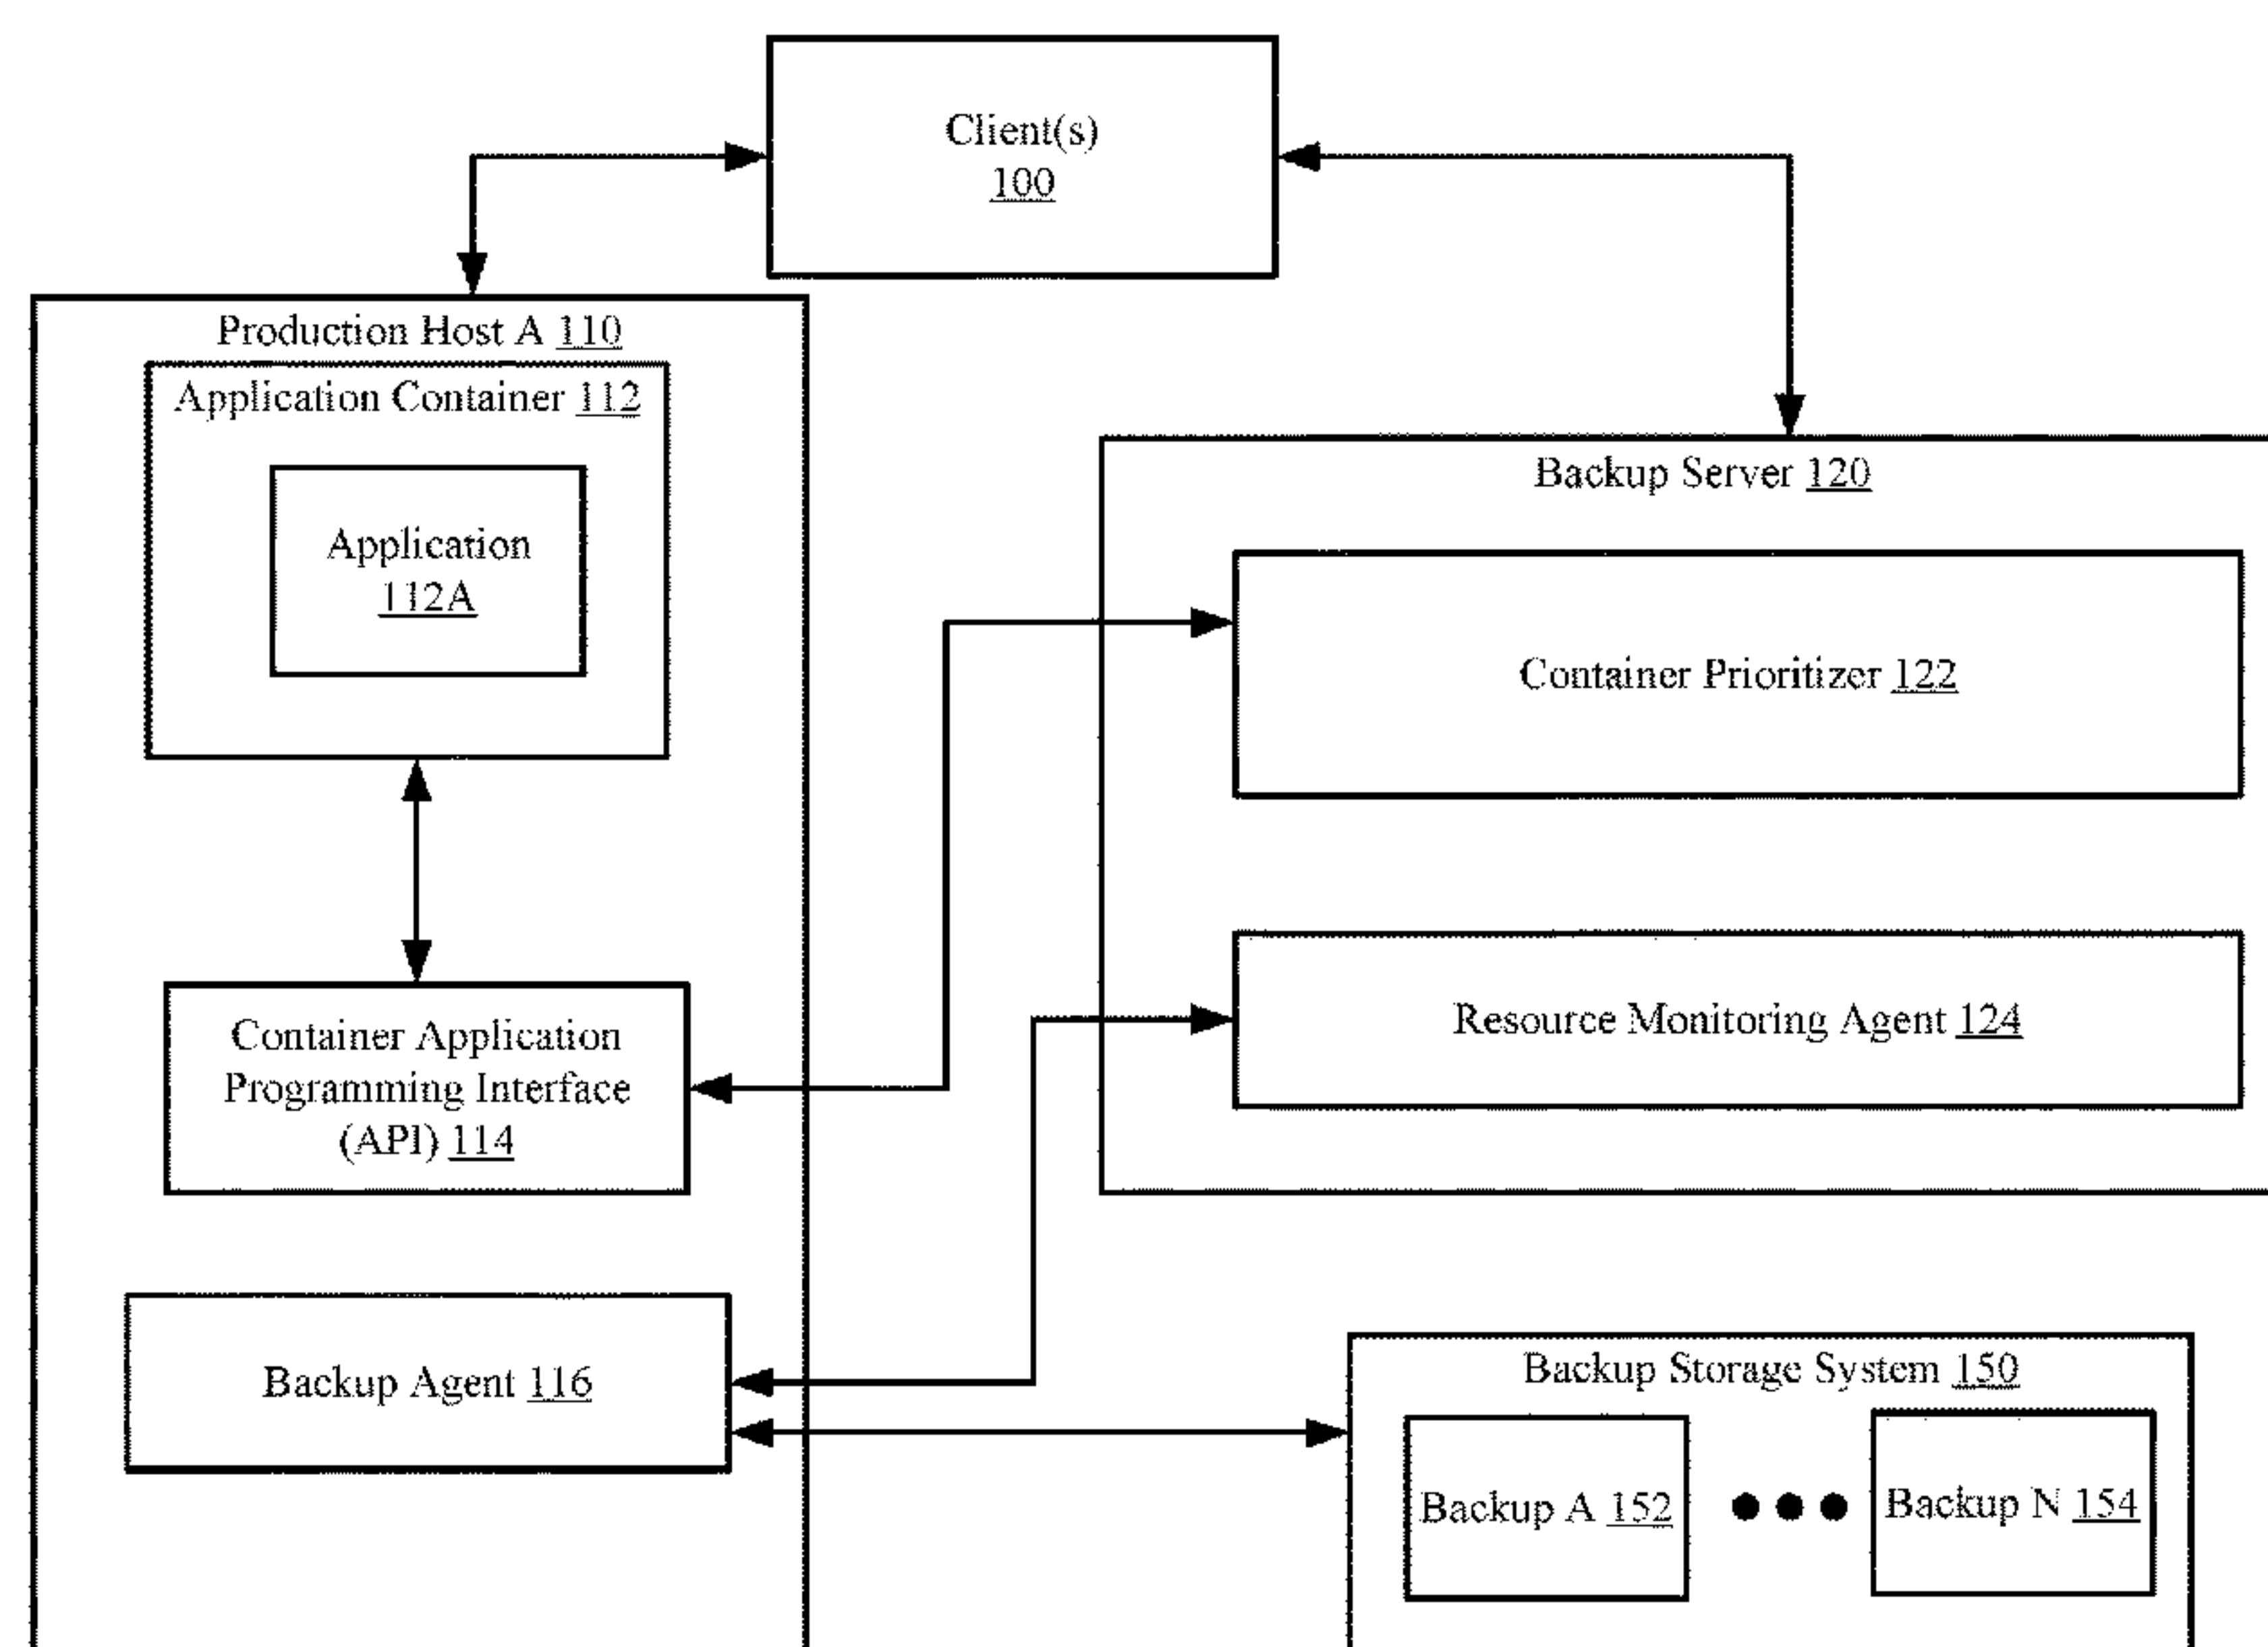 Client(s)
100
Production Host A 110
Application Container 112
Application
112A
Container Application
Programming Interface
(API) 114
Backup Agent 116
Backup Server 120
Container Prioritizer 122
Resource Monitoring Agent 124
Backup Storage System 150
Backup A 152
Backup N 154